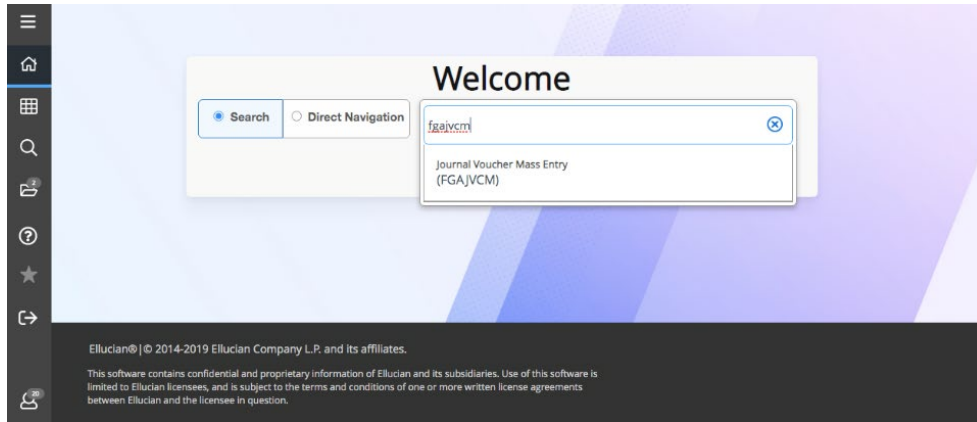 Welcome
Search
Direct Navigation
fgajvcm
Journal Voucher Mass Entry
(FGAJVCM)
2
Ellucian®|© 2014-2019 Ellucian Company L.P. and its affiliates.
This software contains confidential and proprietary information of Ellucian and its subsidiaries. Use of this software is
limited to Ellucian licensees, and is subject to the terms and conditions of one or more written license agreements
between Ellucian and the licensee in question.
20